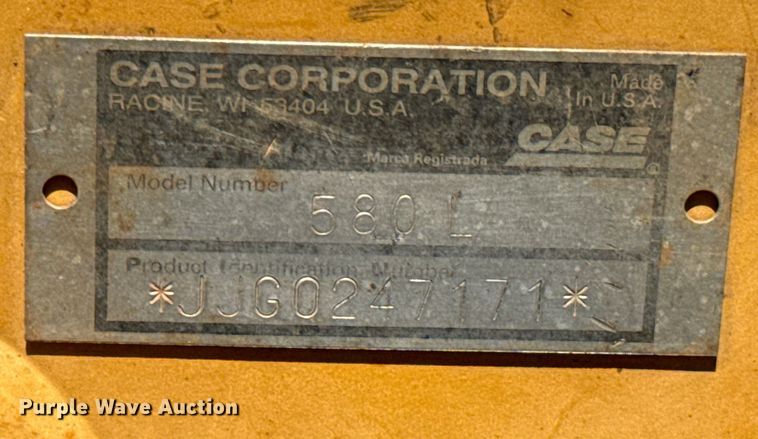 CASE CORPORATION
RACINE, WI 53404 U.S.A.
Made
In U.S.A.
CASE
Marca Registrada
Model Number
580 L
Product Identification Number
*JJG0247171*
Purple Wave Auction